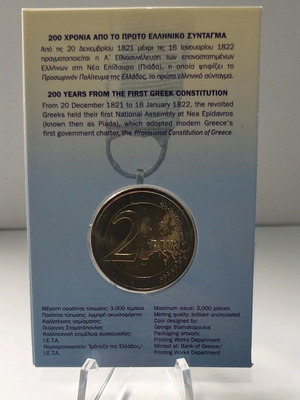 200 ΧΡΟΝΙΑ ΑΠΟ ΤΟ ΠΡΩΤΟ ΕΛΛΗΝΙΚΟ ΣΥΝΤΑΓΜΑ
Από τις 20 Δεκεμβρίου 1821 μέχρι τις 16 Ιανουαρίου 1822
πραγματοποιείται η Α΄ Εθνοσυνέλευση των επαναστατημένων
Ελλήνων στη Νέα Επίδαυρο (Πιάδα), η οποία ψηφίζει το
Προσωρινόν Πολίτευμα της Ελλάδος, το πρώτο ελληνικό σύνταγμα.
200 YEARS FROM THE FIRST GREEK CONSTITUTION
From 20 December 1821 to 16 January 1822, the revolted
Greeks held their first National Assembly at Nea Epidavros
(known then as Piada), which adopted modern Greece's
first government charter, the Provisional Constitution of Greece.
2 EURO
Μέγιστη ποσότητα τύπωσης: 3.000 τεμάχια
Ποιότητα τύπωσης: λαμπρή ακυκλοφόρητη
Καλλιτέχνης νομίσματος:
Γεώργιος Σταματόπουλος
Καλλιτεχνική επιμέλεια συσκευασίας:
Ι.Ε.Τ.Α.
Νομισματοκοπείο: Τράπεζα της Ελλάδος/
Ι.Ε.Τ.Α.
Maximum issue: 3,000 pieces
Minting quality: brilliant uncirculated
Coin designed by:
George Stamatopoulos
Packaging artwork:
Printing Works Department
Minted at: Bank of Greece/
Printing Works Department